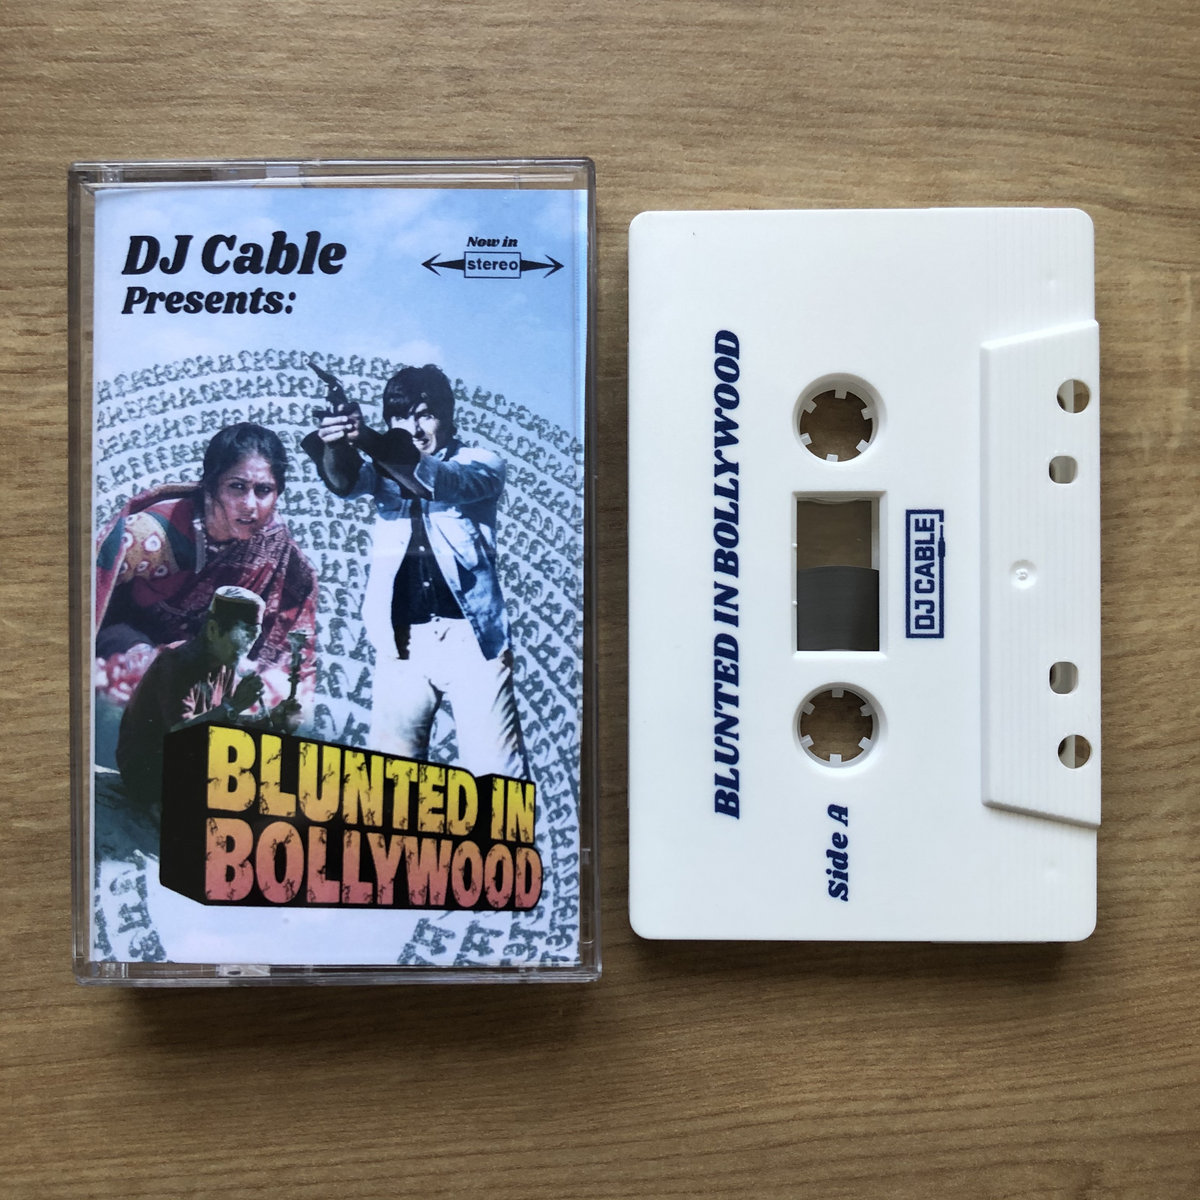 DJ Cable
Presents:
Now in
stereo
BLUNTED IN
BOLLYWOOD
BLUNTED IN BOLLYWOOD
DJ CABLE
Side A